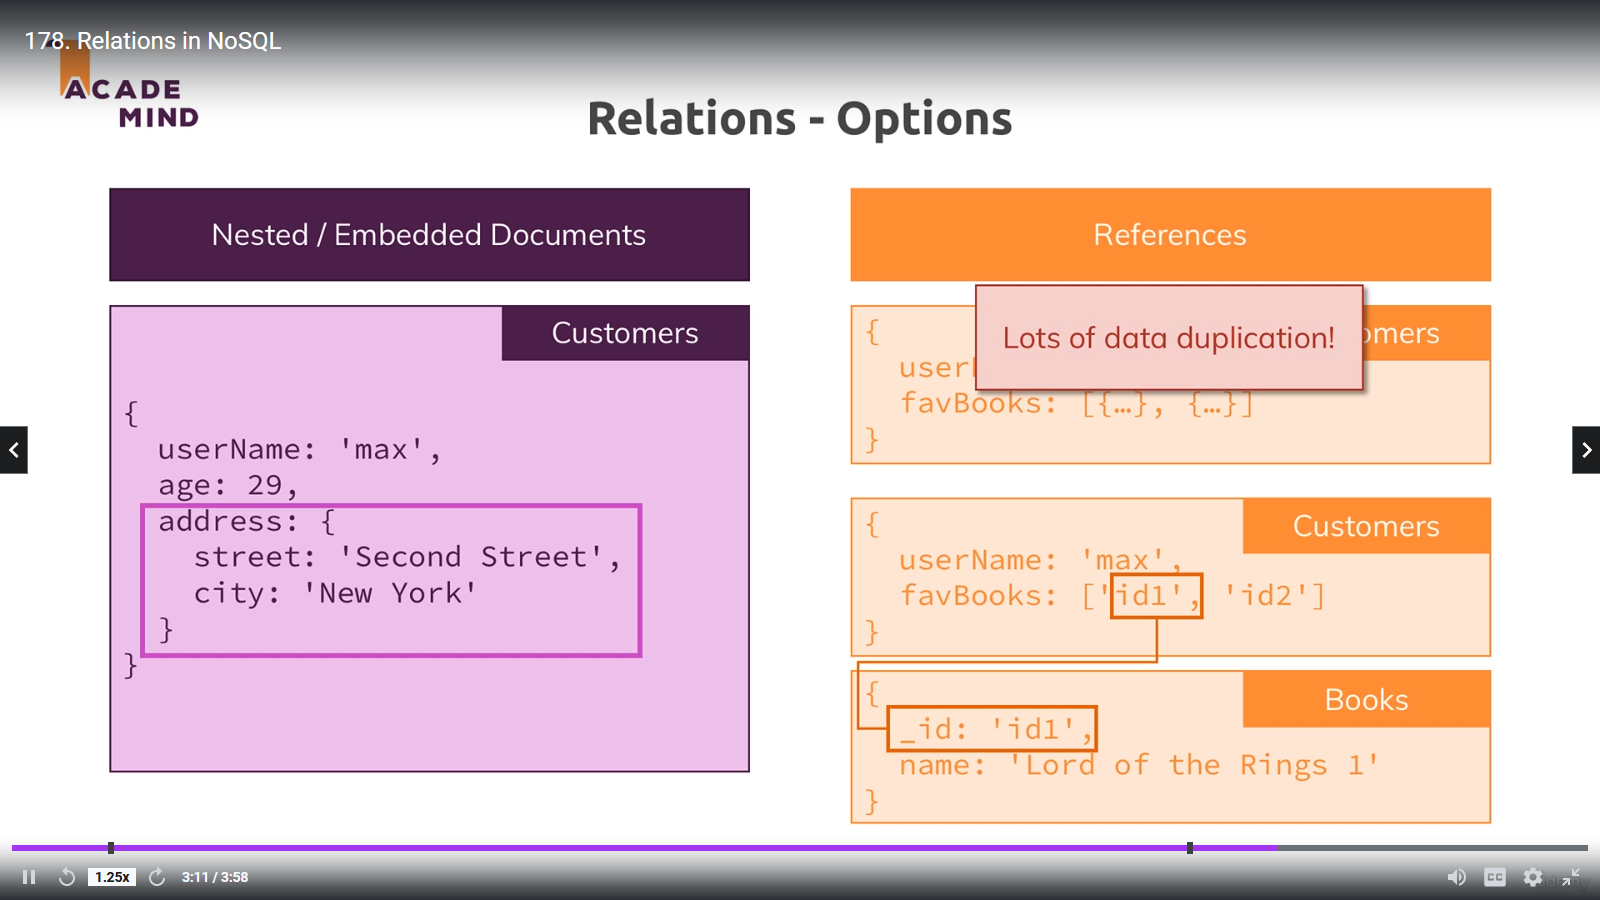 178. Relations in NoSQL
ACADE
MIND
Relations - Options
Nested / Embedded Documents
Customers
{
userName: 'max',
age: 29,
address: {
street: 'Second Street',
city: 'New York'
}
}
References
Lots of data duplication!
omers
{
user
favBooks: [{…}, {…}]
}
Customers
{
userName: 'max',
favBooks: ['id1', 'id2']
}
Books
{
_id: 'id1',
name: 'Lord of the Rings 1'
}
1.25x
3:11 / 3:58
CC